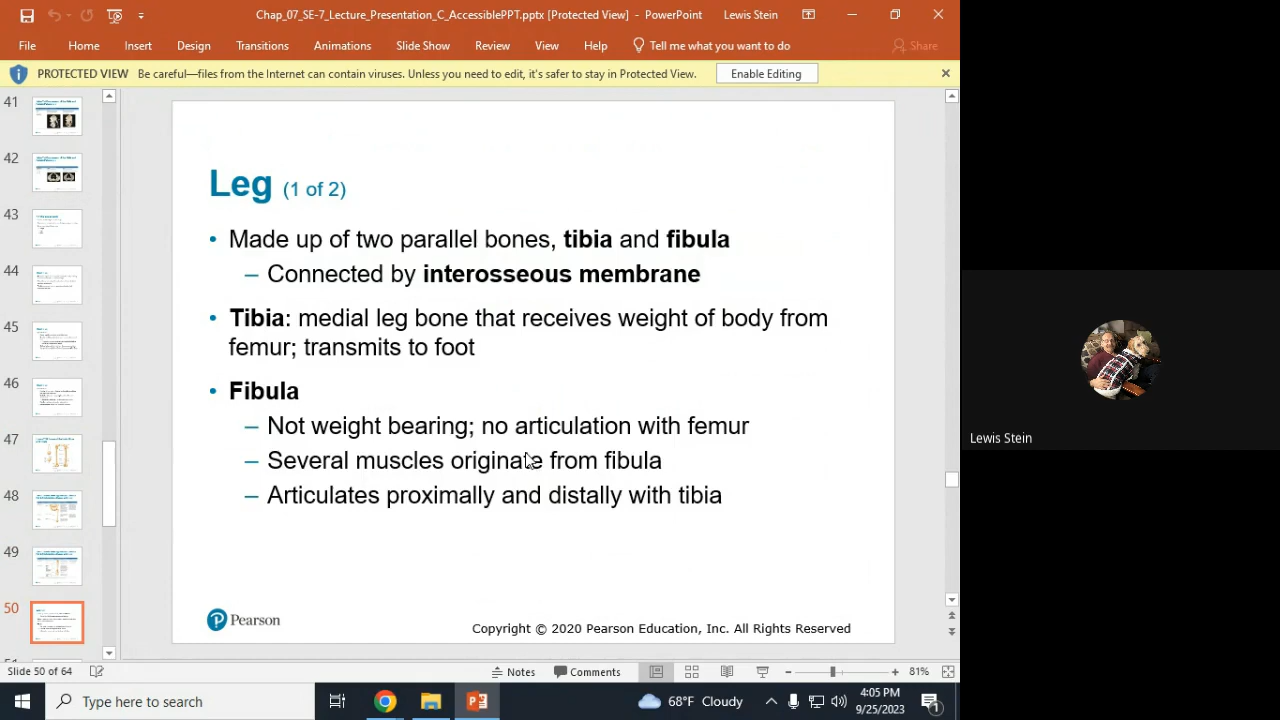 Chap_07_SE-7_Lecture_Presentation_C_AccessiblePPT.pptx [Protected View] - PowerPoint
Lewis Stein
File Home Insert Design Transitions Animations Slide Show Review View Help Tell me what you want to do Share
PROTECTED VIEW Be careful—files from the Internet can contain viruses. Unless you need to edit, it's safer to stay in Protected View. Enable Editing
41
42
43
44
45
46
47
48
49
50
Leg (1 of 2)
• Made up of two parallel bones, tibia and fibula
– Connected by interosseous membrane
• Tibia: medial leg bone that receives weight of body from
femur; transmits to foot
• Fibula
– Not weight bearing; no articulation with femur
– Several muscles originate from fibula
– Articulates proximally and distally with tibia
Pearson
Copyright © 2020 Pearson Education, Inc. All Rights Reserved
Lewis Stein
Slide 50 of 64 Notes Comments 81%
Type here to search 68°F Cloudy 4:05 PM
9/25/2023 1